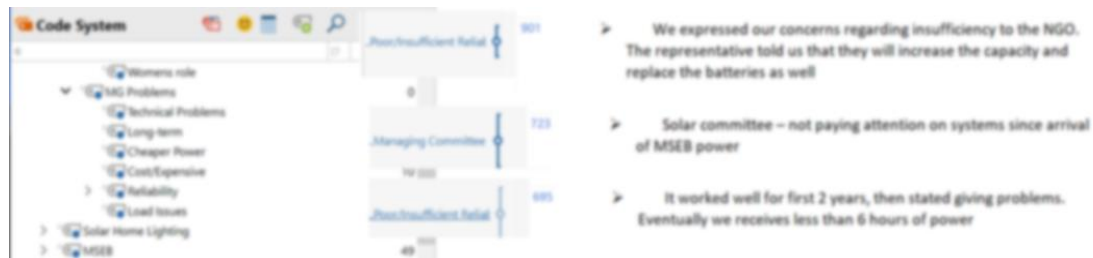 Code System
Womens role
MG Problems
0
Technical Problems
Long-term
Cheaper Power
Cost/Expensive
Reliability
Load Issues
Solar Home Lighting
MSEB
49
..Poor/Insufficient Reliat
901
..Managing Committee
723
..Poor/Insufficient Reliat
695
➤ We expressed our concerns regarding insufficiency to the NGO.
The representative told us that they will increase the capacity and
replace the batteries as well
➤ Solar committee – not paying attention on systems since arrival
of MSEB power
➤ It worked well for first 2 years, then stated giving problems.
Eventually we receives less than 6 hours of power